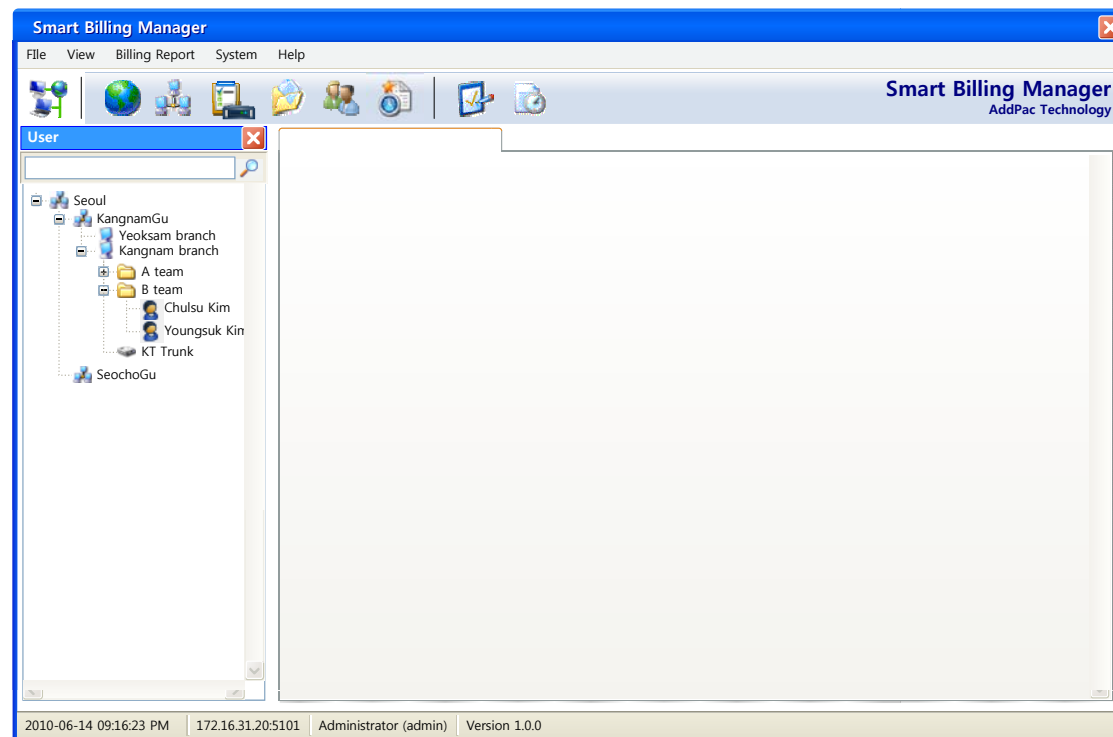 Smart Billing Manager
FIle View Billing Report System Help
Smart Billing Manager
AddPac Technology
User
Seoul
KangnamGu
Yeoksam branch
Kangnam branch
A team
B team
Chulsu Kim
Youngsuk Kim
KT Trunk
SeochoGu
2010-06-14 09:16:23 PM 172.16.31.20:5101 Administrator (admin) Version 1.0.0